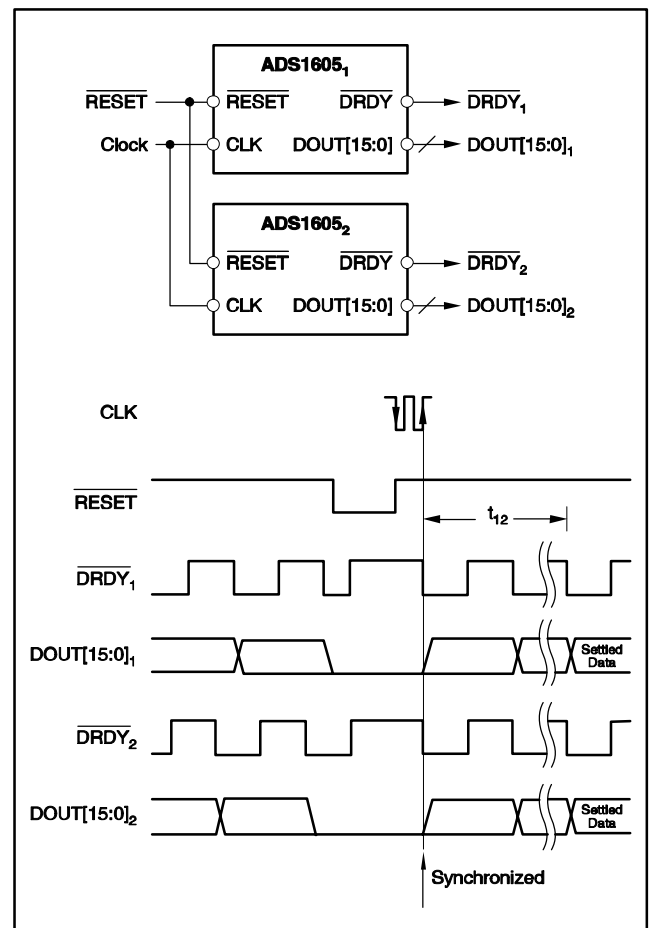 ADS1605₁
RESET RESET DRDY DRDY₁
Clock CLK DOUT[15:0] DOUT[15:0]₁
ADS1605₂
RESET DRDY DRDY₂
CLK DOUT[15:0] DOUT[15:0]₂
CLK
RESET
t₁₂
DRDY₁
DOUT[15:0]₁
Settled
Data
DRDY₂
DOUT[15:0]₂
Settled
Data
Synchronized